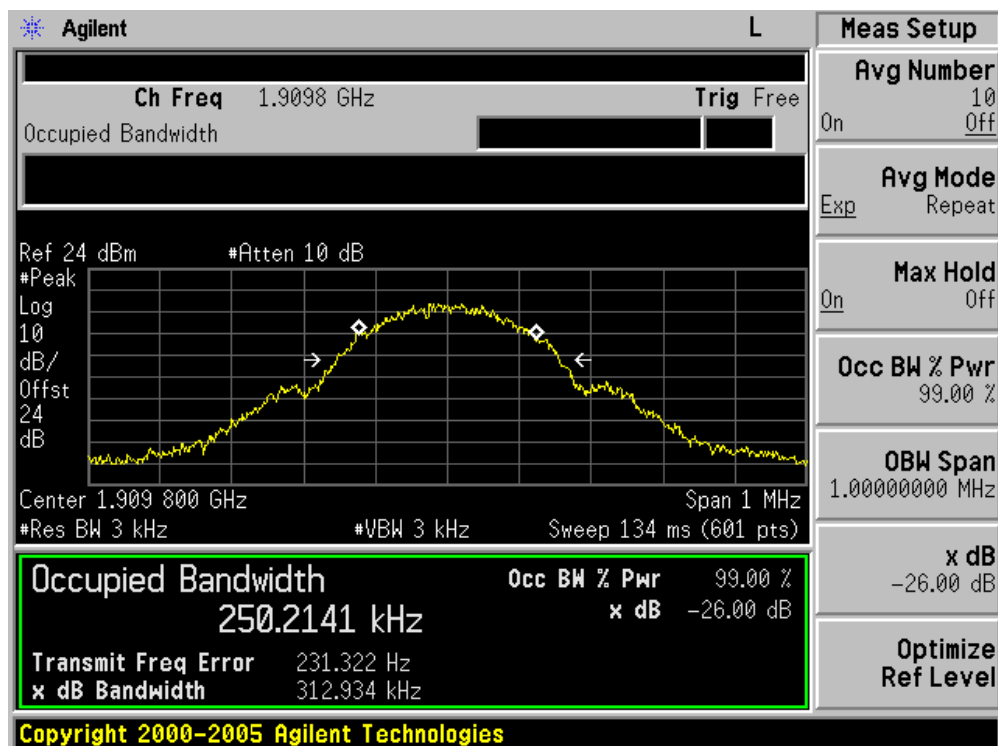 Agilent L
Meas Setup
Ch Freq 1.9098 GHz Trig Free
Occupied Bandwidth
Ref 24 dBm #Atten 10 dB
#Peak
Log
10
dB/
Offst
24
dB
Center 1.909 800 GHz Span 1 MHz
#Res BW 3 kHz #VBW 3 kHz Sweep 134 ms (601 pts)
Occupied Bandwidth
250.2141 kHz
Occ BW % Pwr 99.00 %
x dB -26.00 dB
Transmit Freq Error 231.322 Hz
x dB Bandwidth 312.934 kHz
Avg Number
10
On Off
Avg Mode
Exp Repeat
Max Hold
On Off
Occ BW % Pwr
99.00 %
OBW Span
1.00000000 MHz
x dB
-26.00 dB
Optimize
Ref Level
Copyright 2000-2005 Agilent Technologies